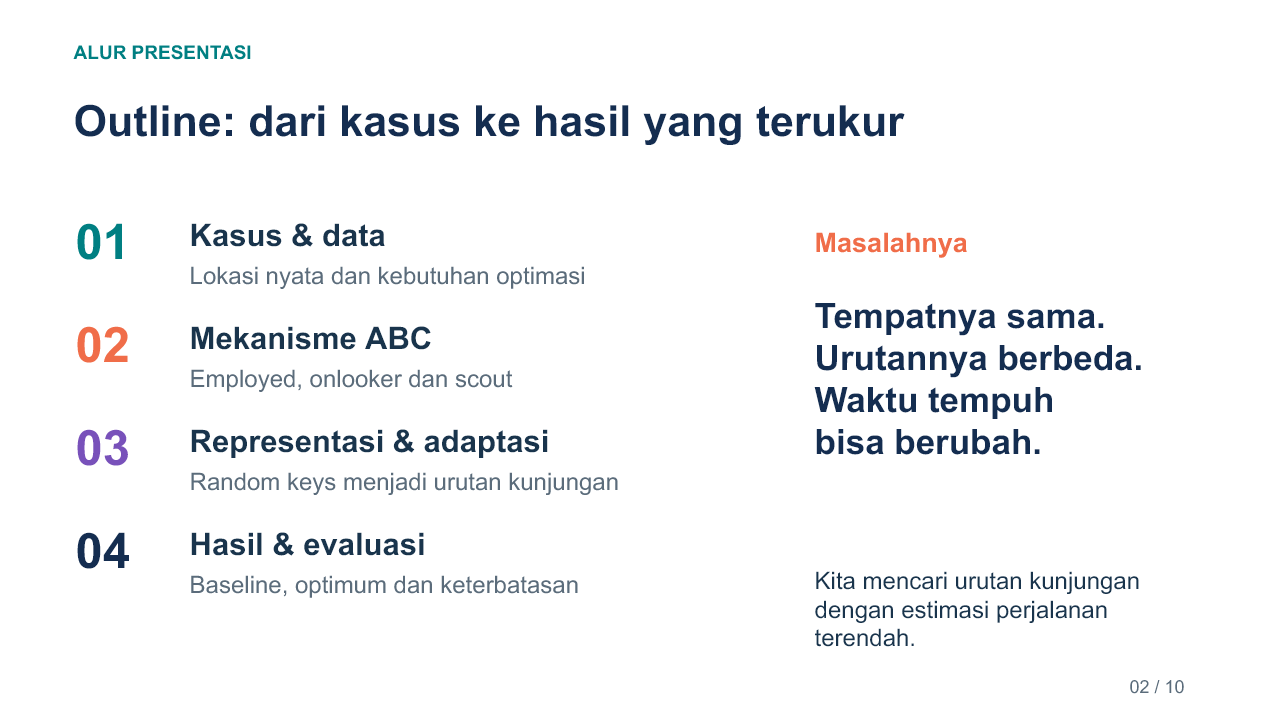 ALUR PRESENTASI
Outline: dari kasus ke hasil yang terukur
01
Kasus & data
Lokasi nyata dan kebutuhan optimasi
02
Mekanisme ABC
Employed, onlooker dan scout
03
Representasi & adaptasi
Random keys menjadi urutan kunjungan
04
Hasil & evaluasi
Baseline, optimum dan keterbatasan
Masalahnya
Tempatnya sama.
Urutannya berbeda.
Waktu tempuh
bisa berubah.
Kita mencari urutan kunjungan
dengan estimasi perjalanan
terendah.
02 / 10